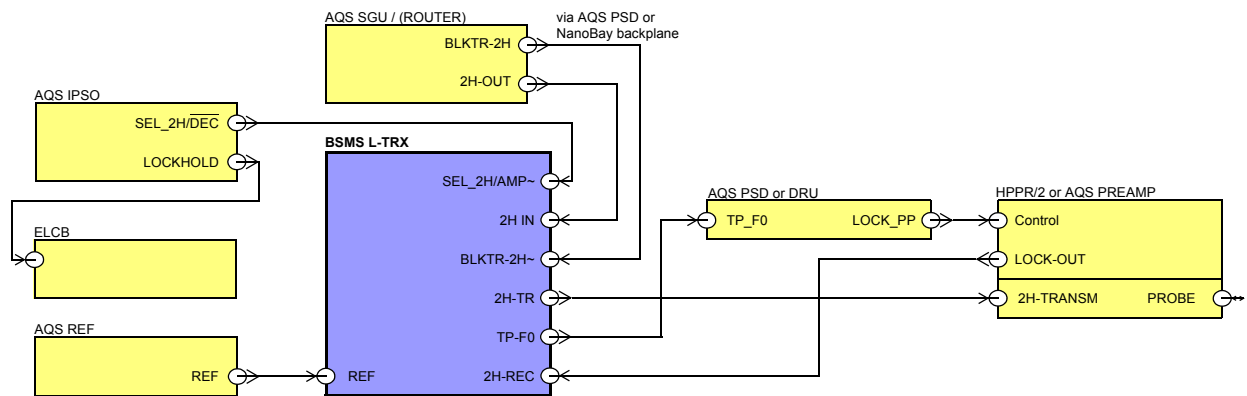 AQS SGU / (ROUTER)
via AQS PSD or
NanoBay backplane
BLKTR-2H
2H-OUT
AQS IPSO
SEL_2H/DEC
LOCKHOLD
BSMS L-TRX
SEL_2H/AMP~
2H IN
BLKTR-2H~
2H-TR
TP-F0
2H-REC
REF
AQS PSD or DRU
TP_F0 LOCK_PP
HPPR/2 or AQS PREAMP
Control
LOCK-OUT
2H-TRANSM PROBE
ELCB
AQS REF
REF